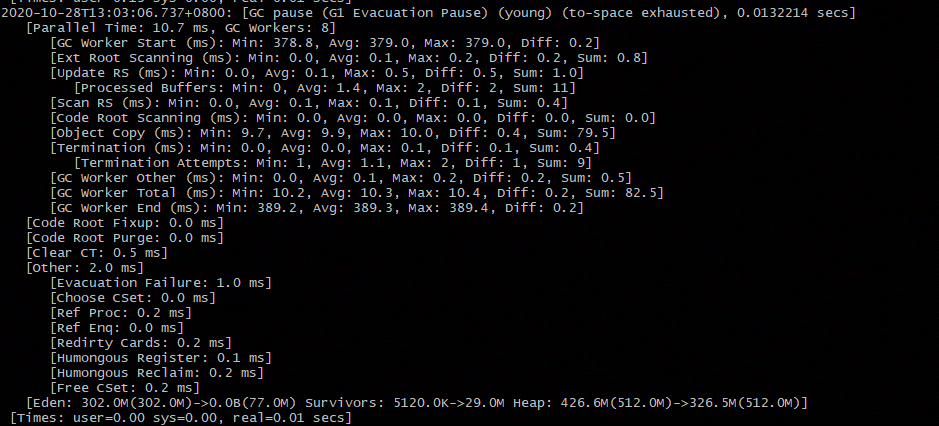 [Times: user=0.13 sys=0.00, real=0.01 secs]
2020-10-28T13:03:06.737+0800: [GC pause (G1 Evacuation Pause) (young) (to-space exhausted), 0.0132214 secs]
[Parallel Time: 10.7 ms, GC Workers: 8]
[GC Worker Start (ms): Min: 378.8, Avg: 379.0, Max: 379.0, Diff: 0.2]
[Ext Root Scanning (ms): Min: 0.0, Avg: 0.1, Max: 0.2, Diff: 0.2, Sum: 0.8]
[Update RS (ms): Min: 0.0, Avg: 0.1, Max: 0.5, Diff: 0.5, Sum: 1.0]
[Processed Buffers: Min: 0, Avg: 1.4, Max: 2, Diff: 2, Sum: 11]
[Scan RS (ms): Min: 0.0, Avg: 0.1, Max: 0.1, Diff: 0.1, Sum: 0.4]
[Code Root Scanning (ms): Min: 0.0, Avg: 0.0, Max: 0.0, Diff: 0.0, Sum: 0.0]
[Object Copy (ms): Min: 9.7, Avg: 9.9, Max: 10.0, Diff: 0.4, Sum: 79.5]
[Termination (ms): Min: 0.0, Avg: 0.0, Max: 0.1, Diff: 0.1, Sum: 0.4]
[Termination Attempts: Min: 1, Avg: 1.1, Max: 2, Diff: 1, Sum: 9]
[GC Worker Other (ms): Min: 0.0, Avg: 0.1, Max: 0.2, Diff: 0.2, Sum: 0.5]
[GC Worker Total (ms): Min: 10.2, Avg: 10.3, Max: 10.4, Diff: 0.2, Sum: 82.5]
[GC Worker End (ms): Min: 389.2, Avg: 389.3, Max: 389.4, Diff: 0.2]
[Code Root Fixup: 0.0 ms]
[Code Root Purge: 0.0 ms]
[Clear CT: 0.5 ms]
[Other: 2.0 ms]
[Evacuation Failure: 1.0 ms]
[Choose CSet: 0.0 ms]
[Ref Proc: 0.2 ms]
[Ref Enq: 0.0 ms]
[Redirty Cards: 0.2 ms]
[Humongous Register: 0.1 ms]
[Humongous Reclaim: 0.2 ms]
[Free CSet: 0.2 ms]
[Eden: 302.0M(302.0M)->0.0B(77.0M) Survivors: 5120.0K->29.0M Heap: 426.6M(512.0M)->326.5M(512.0M)]
[Times: user=0.00 sys=0.00, real=0.01 secs]